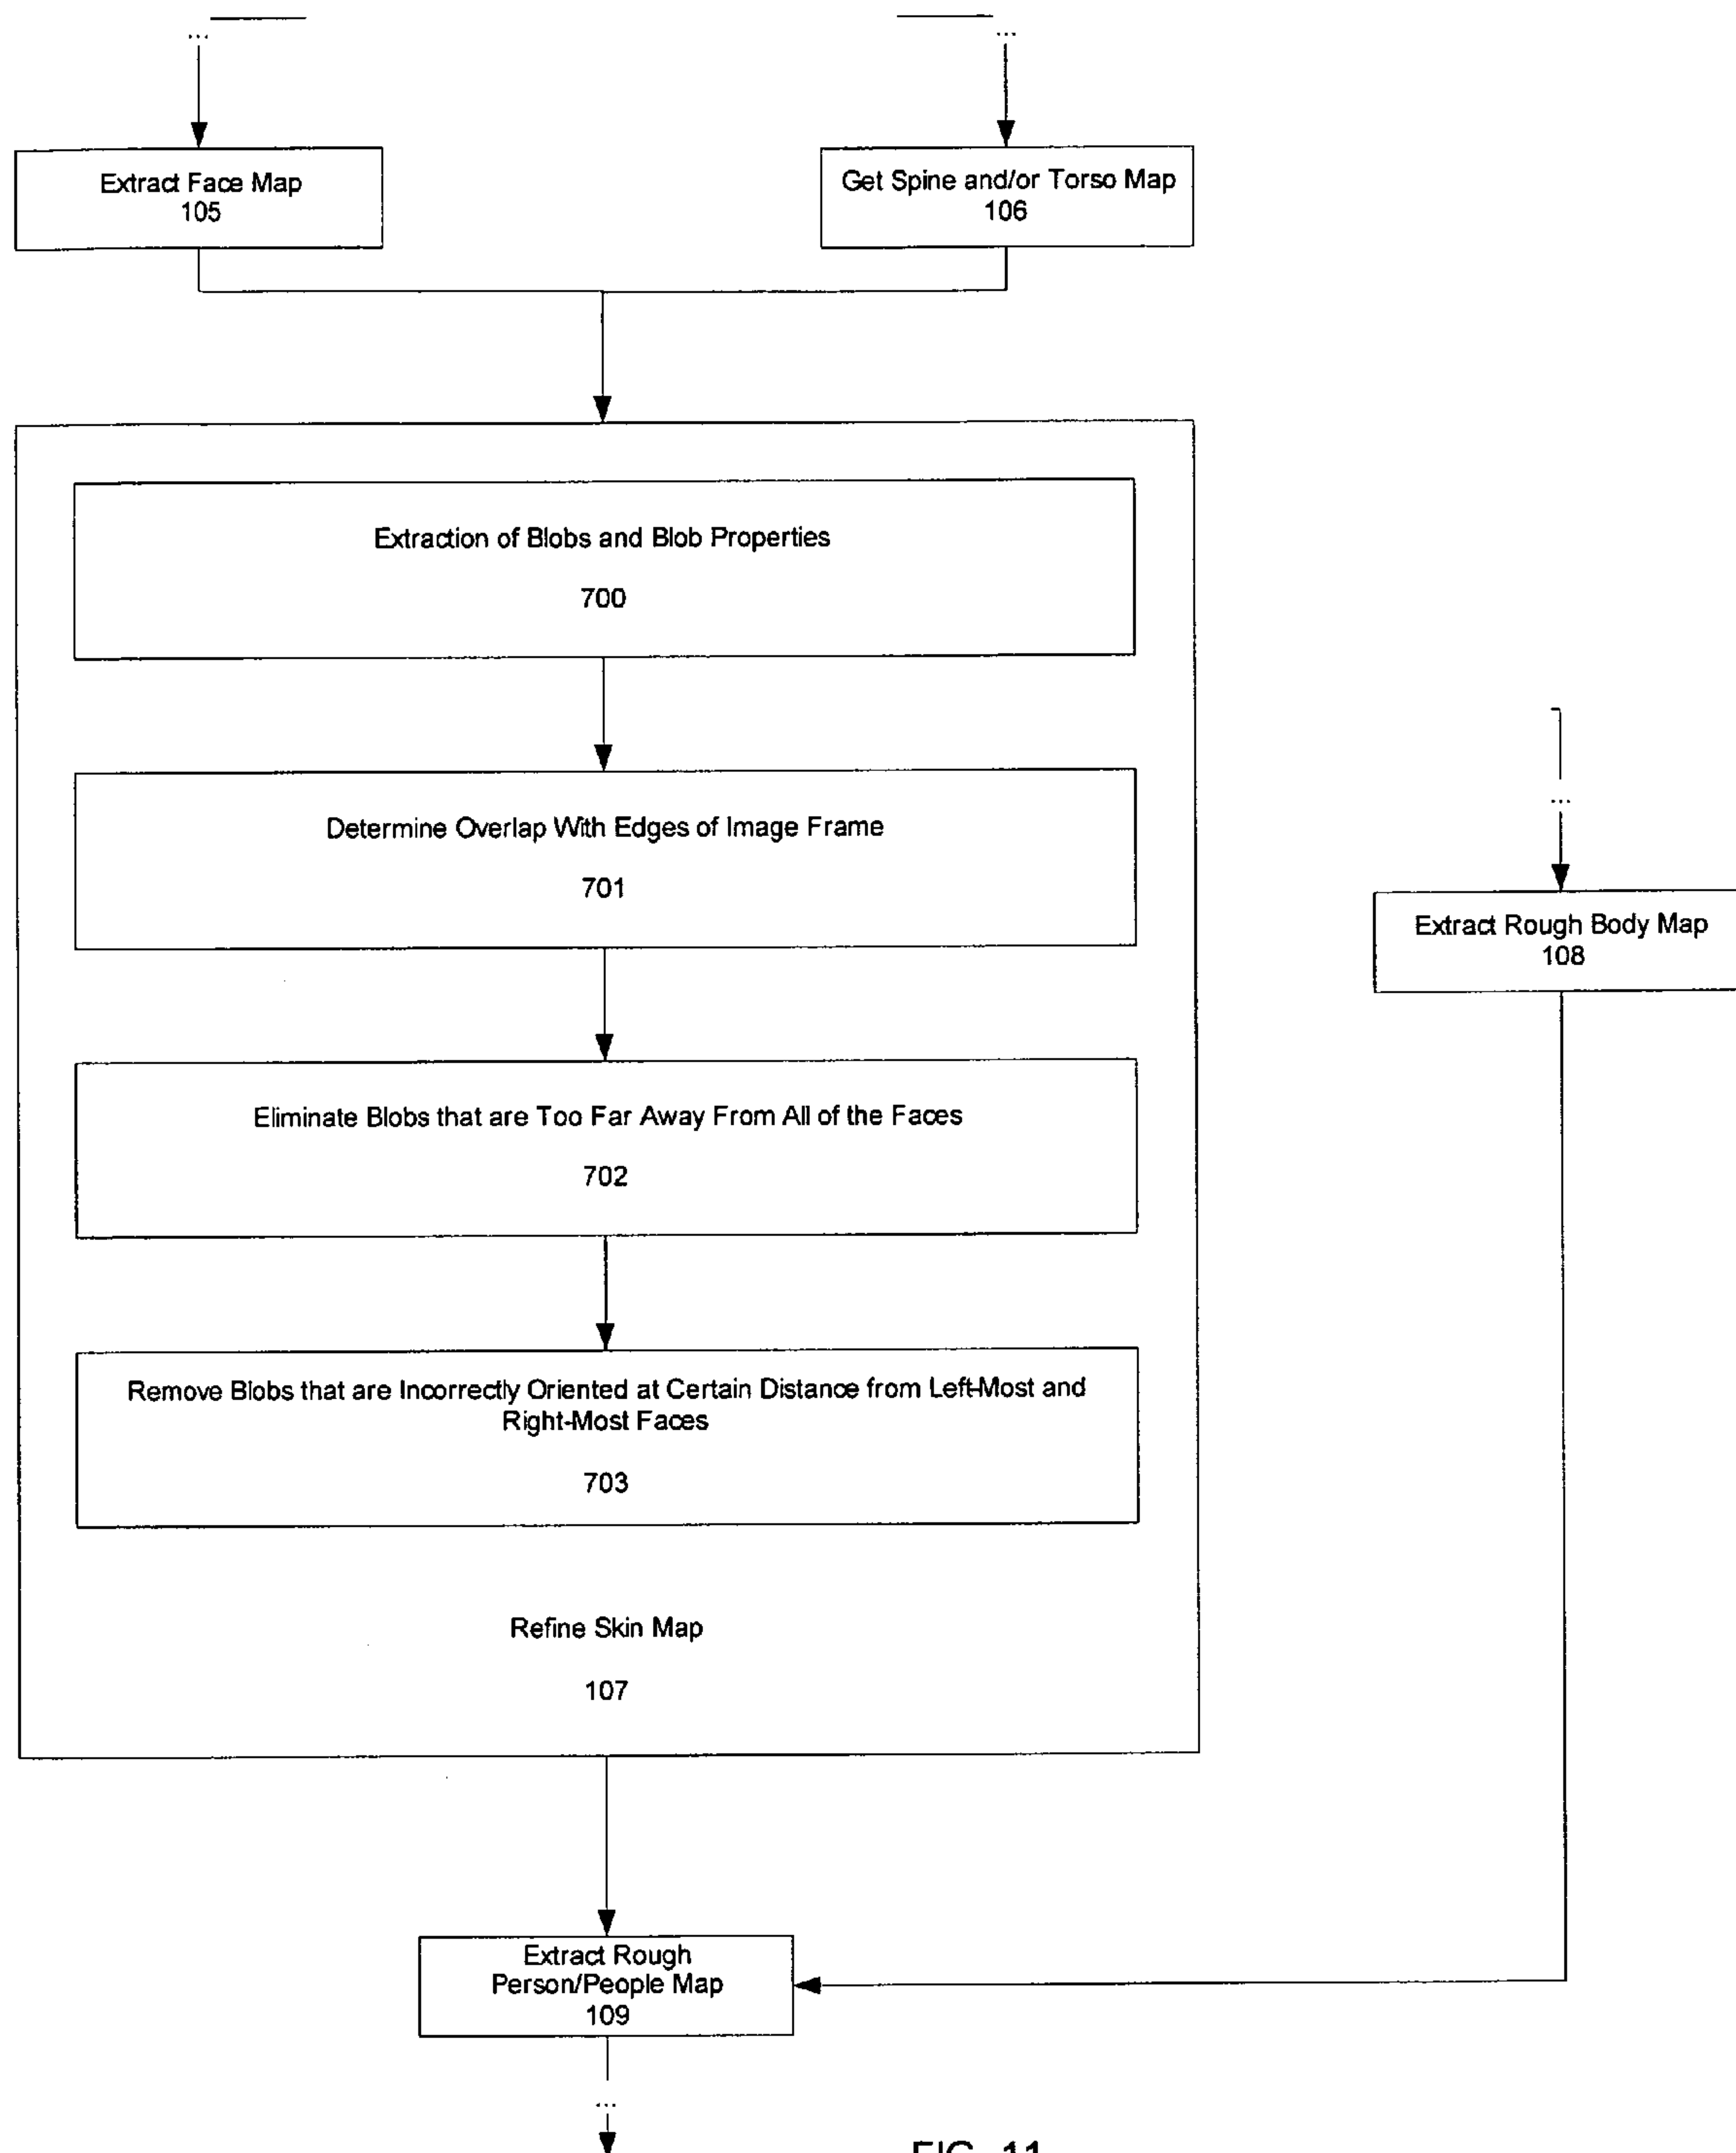 ...
...
Extract Face Map
105
Get Spine and/or Torso Map
106
Extraction of Blobs and Blob Properties
700
Determine Overlap With Edges of Image Frame
701
...
Extract Rough Body Map
108
Eliminate Blobs that are Too Far Away From All of the Faces
702
Remove Blobs that are Incorrectly Oriented at Certain Distance from Left-Most and
Right-Most Faces
703
Refine Skin Map
107
Extract Rough
Person/People Map
109
...
FIG. 11